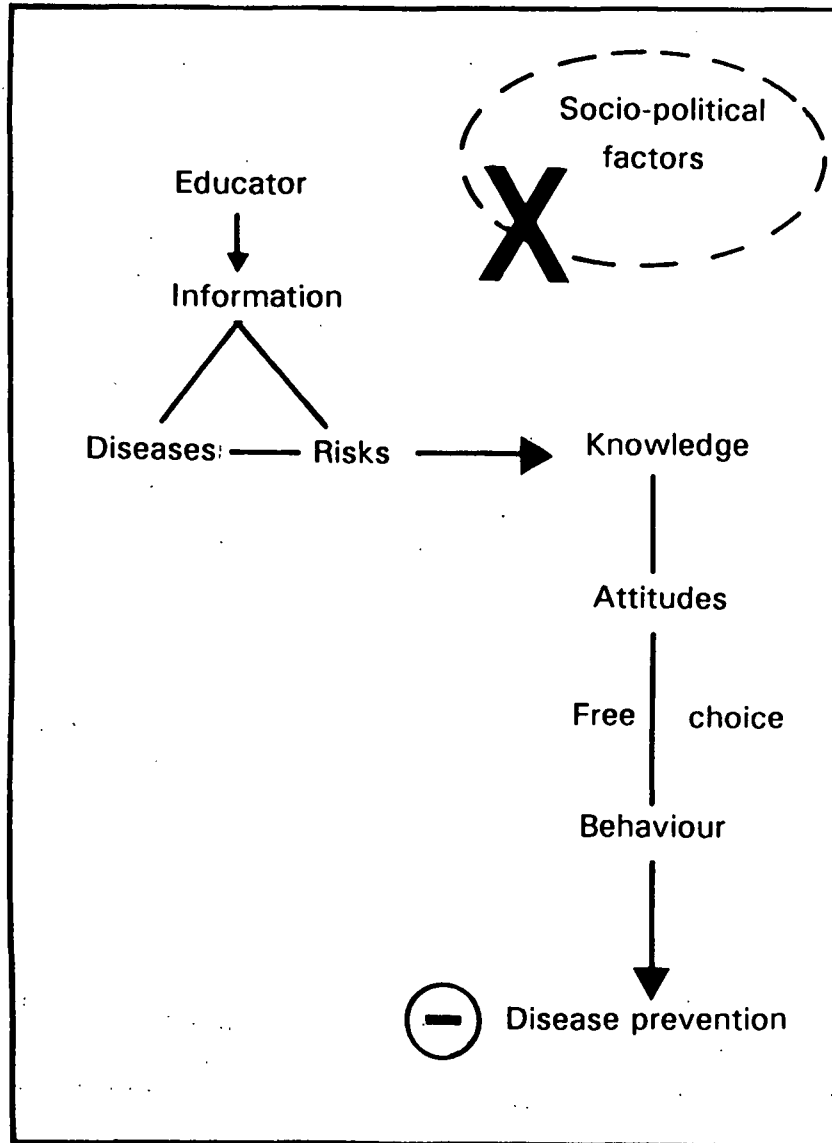 Socio-political
factors
Educator
Information
Diseases
Risks
Knowledge
Attitudes
Free choice
Behaviour
Disease prevention